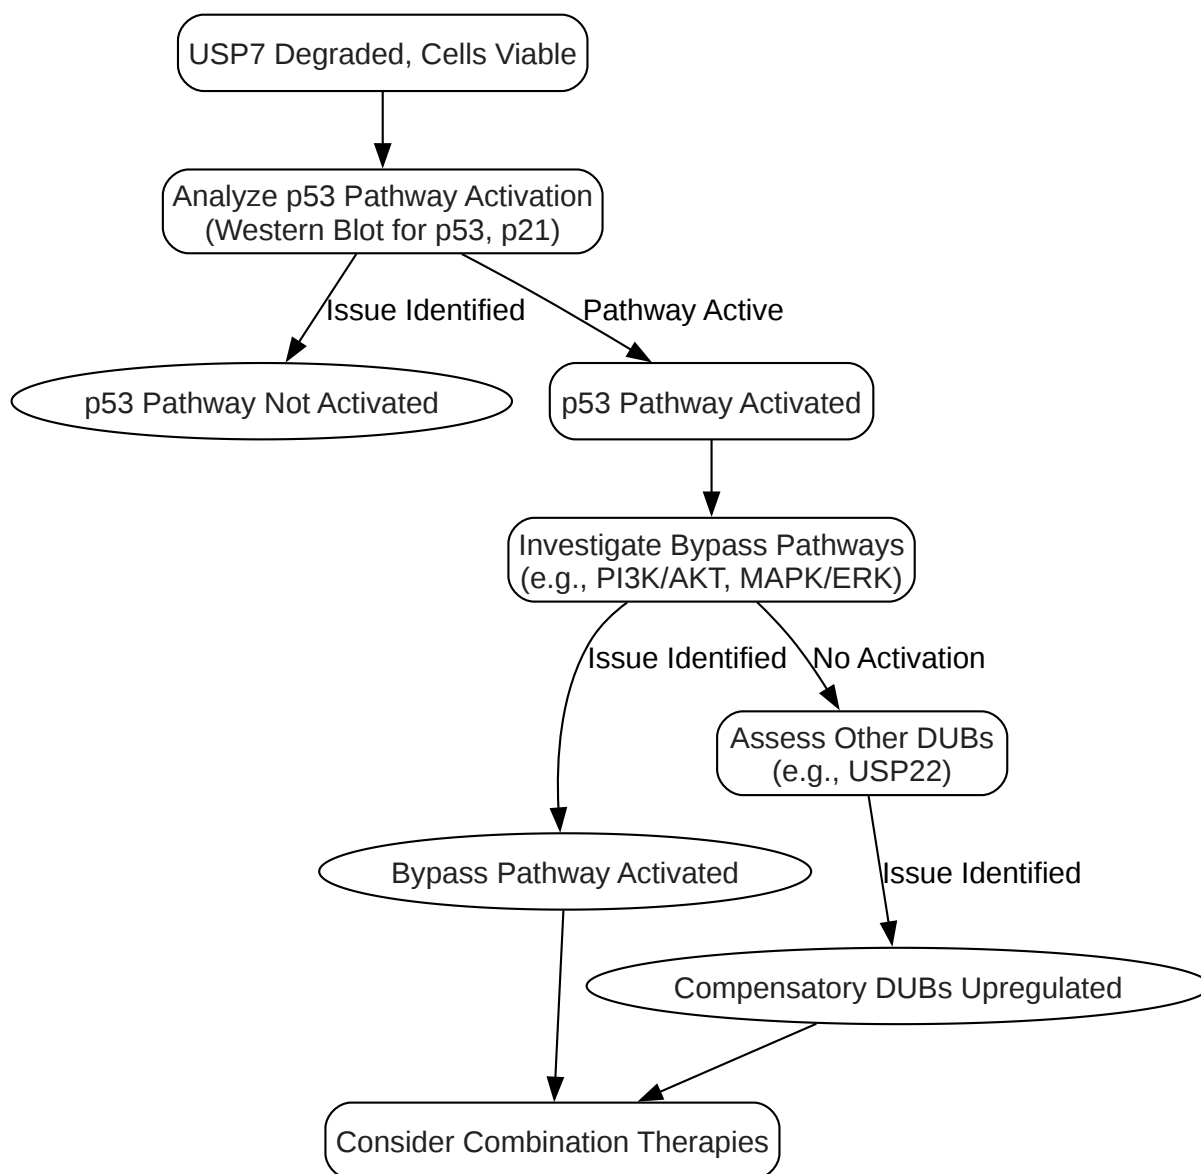 USP7 Degraded, Cells Viable
Analyze p53 Pathway Activation
(Western Blot for p53, p21)
Issue Identified
Pathway Active
p53 Pathway Not Activated
p53 Pathway Activated
Investigate Bypass Pathways
(e.g., PI3K/AKT, MAPK/ERK)
Issue Identified
No Activation
Assess Other DUBs
(e.g., USP22)
Bypass Pathway Activated
Issue Identified
Compensatory DUBs Upregulated
Consider Combination Therapies